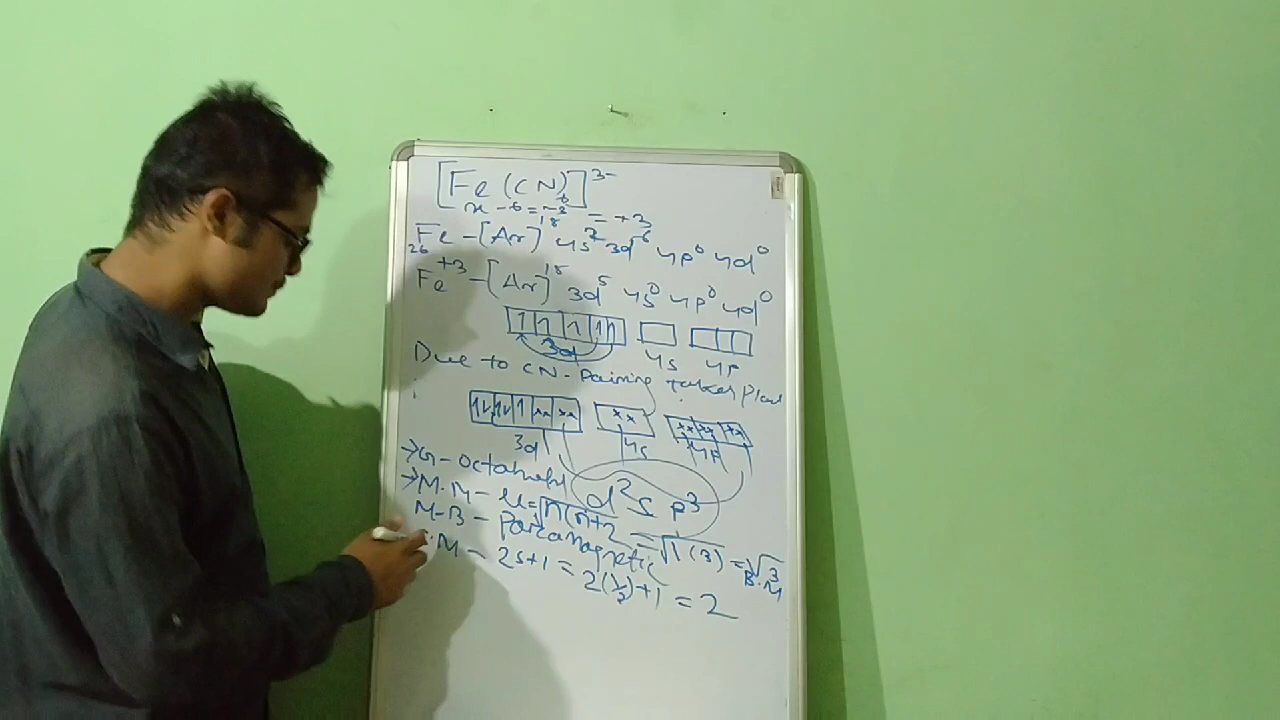 [Fe(CN)6]3-
x - 6 = -3 = +3
26Fe - [Ar]18 4s2 3d6 4p0 4d0
Fe+3 - [Ar]18 3d5 4s0 4p0 4d0
3d 4s 4p
Due to CN - Pairing takes place
3d 4s 4p
→ G - Octahedral d2sp3
→ M.M - μ = √n(n+2 = √1(3) = √3 B.M
M-B - Paramagnetic
.M - 2s+1 = 2(1/2)+1 = 2